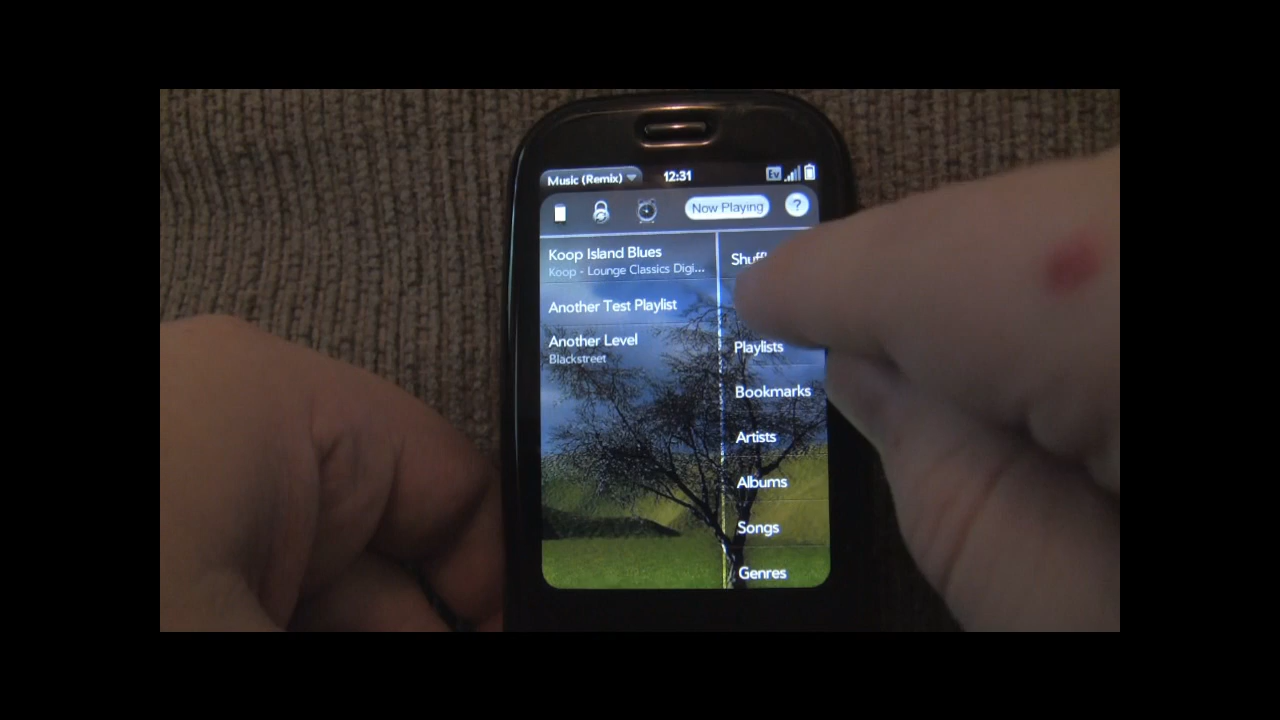 Music (Remix)
12:31
Ev
Now Playing
?
Koop Island Blues
Koop - Lounge Classics Digi...
Another Test Playlist
Another Level
Blackstreet
Playlists
Bookmarks
Artists
Albums
Songs
Genres